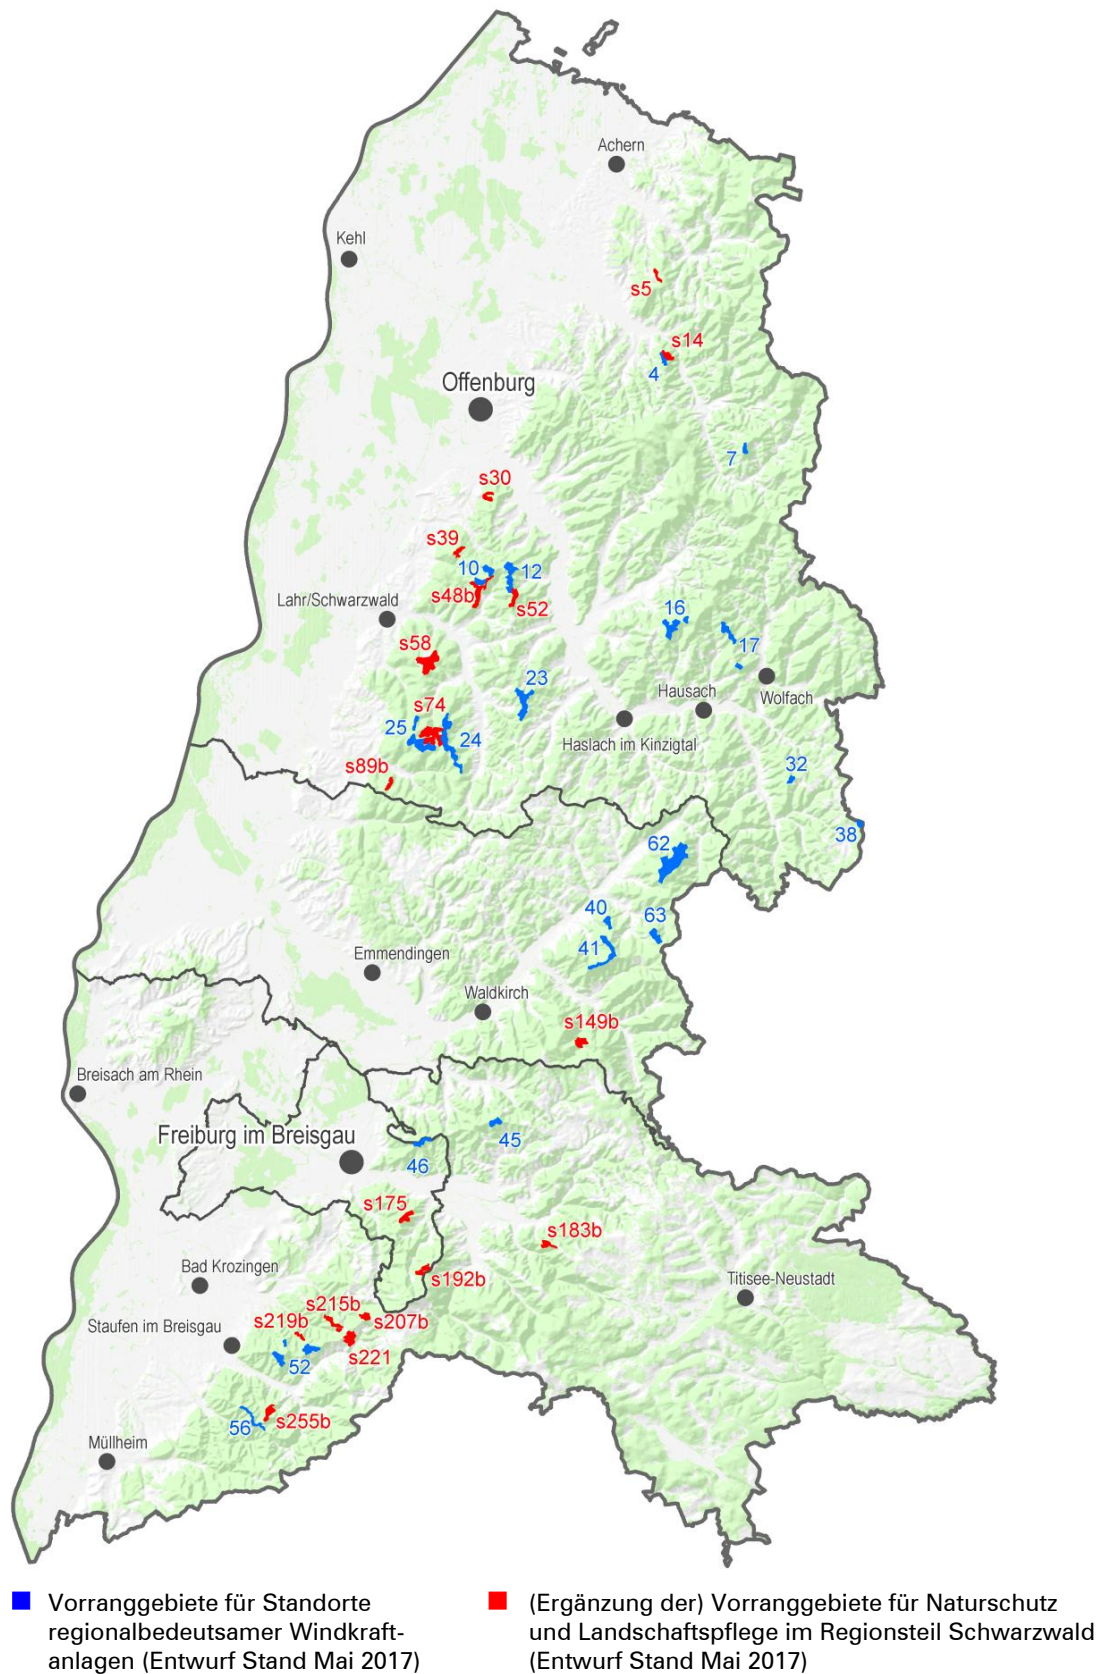 Achern
Kehl
s5
s14
4
Offenburg
7
s30
s39
10
12
s48b
s52
Lahr/Schwarzwald
16
17
s58
23
Hausach
Wolfach
s74
25
24
Haslach im Kinzigtal
s89b
32
38
62
40
63
41
Emmendingen
Waldkirch
s149b
Breisach am Rhein
Freiburg im Breisgau
45
46
s175
s183b
Bad Krozingen
s192b
Titisee-Neustadt
s215b
s219b
s207b
Staufen im Breisgau
s221
52
56
s255b
Müllheim
Vorranggebiete für Standorte
regionalbedeutsamer Windkraft-
anlagen (Entwurf Stand Mai 2017)
(Ergänzung der) Vorranggebiete für Naturschutz
und Landschaftspflege im Regionsteil Schwarzwald
(Entwurf Stand Mai 2017)